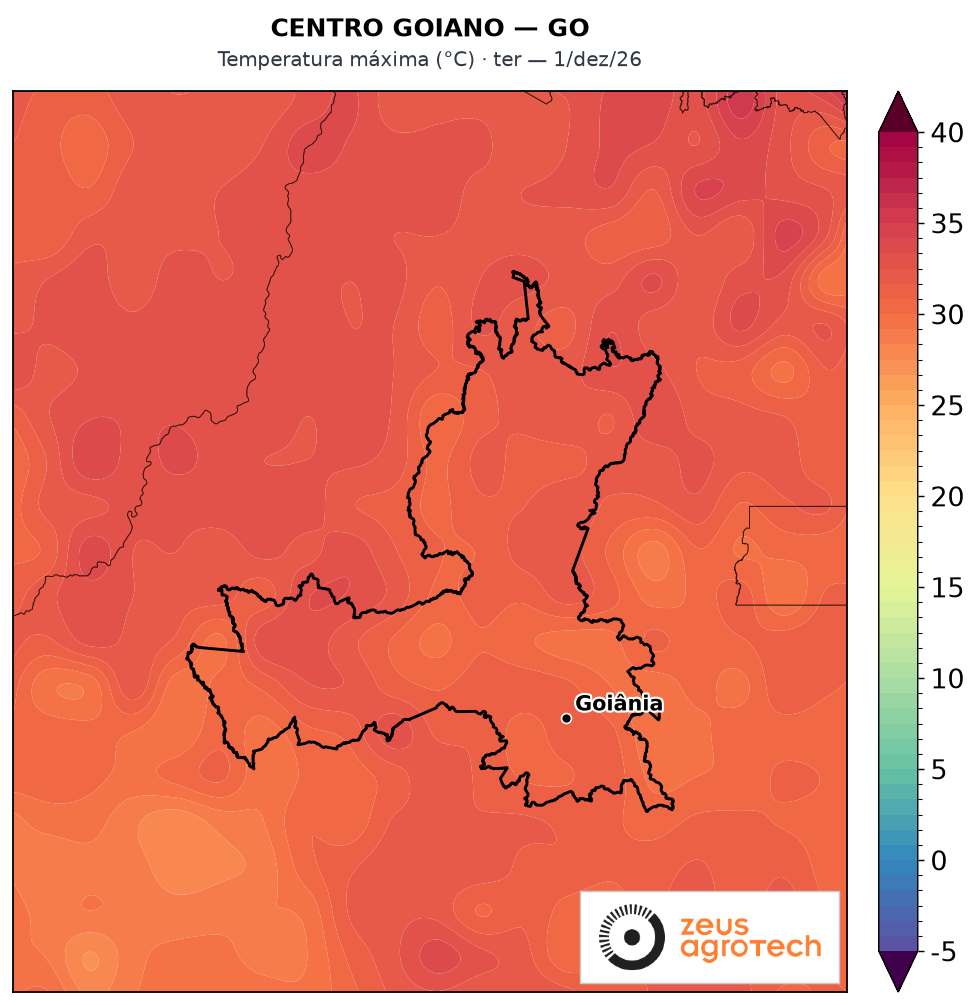 CENTRO GOIANO — GO
Temperatura máxima (°C) · ter — 1/dez/26
40
35
30
25
20
15
10
5
0
-5
Goiânia
zeus
agrotech